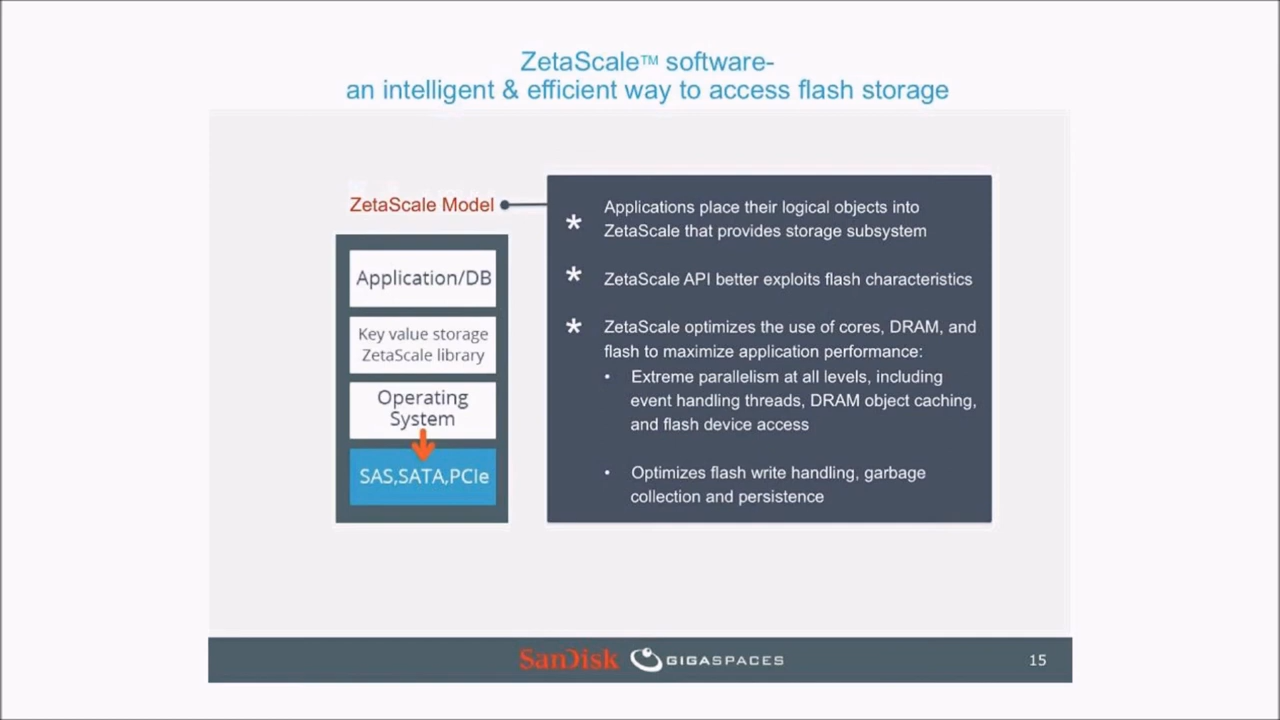 ZetaScale™ software-
an intelligent & efficient way to access flash storage
ZetaScale Model
Application/DB
Key value storage
ZetaScale library
Operating
System
SAS,SATA,PCIe
* Applications place their logical objects into
ZetaScale that provides storage subsystem
* ZetaScale API better exploits flash characteristics
* ZetaScale optimizes the use of cores, DRAM, and
flash to maximize application performance:
• Extreme parallelism at all levels, including
event handling threads, DRAM object caching,
and flash device access
• Optimizes flash write handling, garbage
collection and persistence
SanDisk GIGASPACES
15